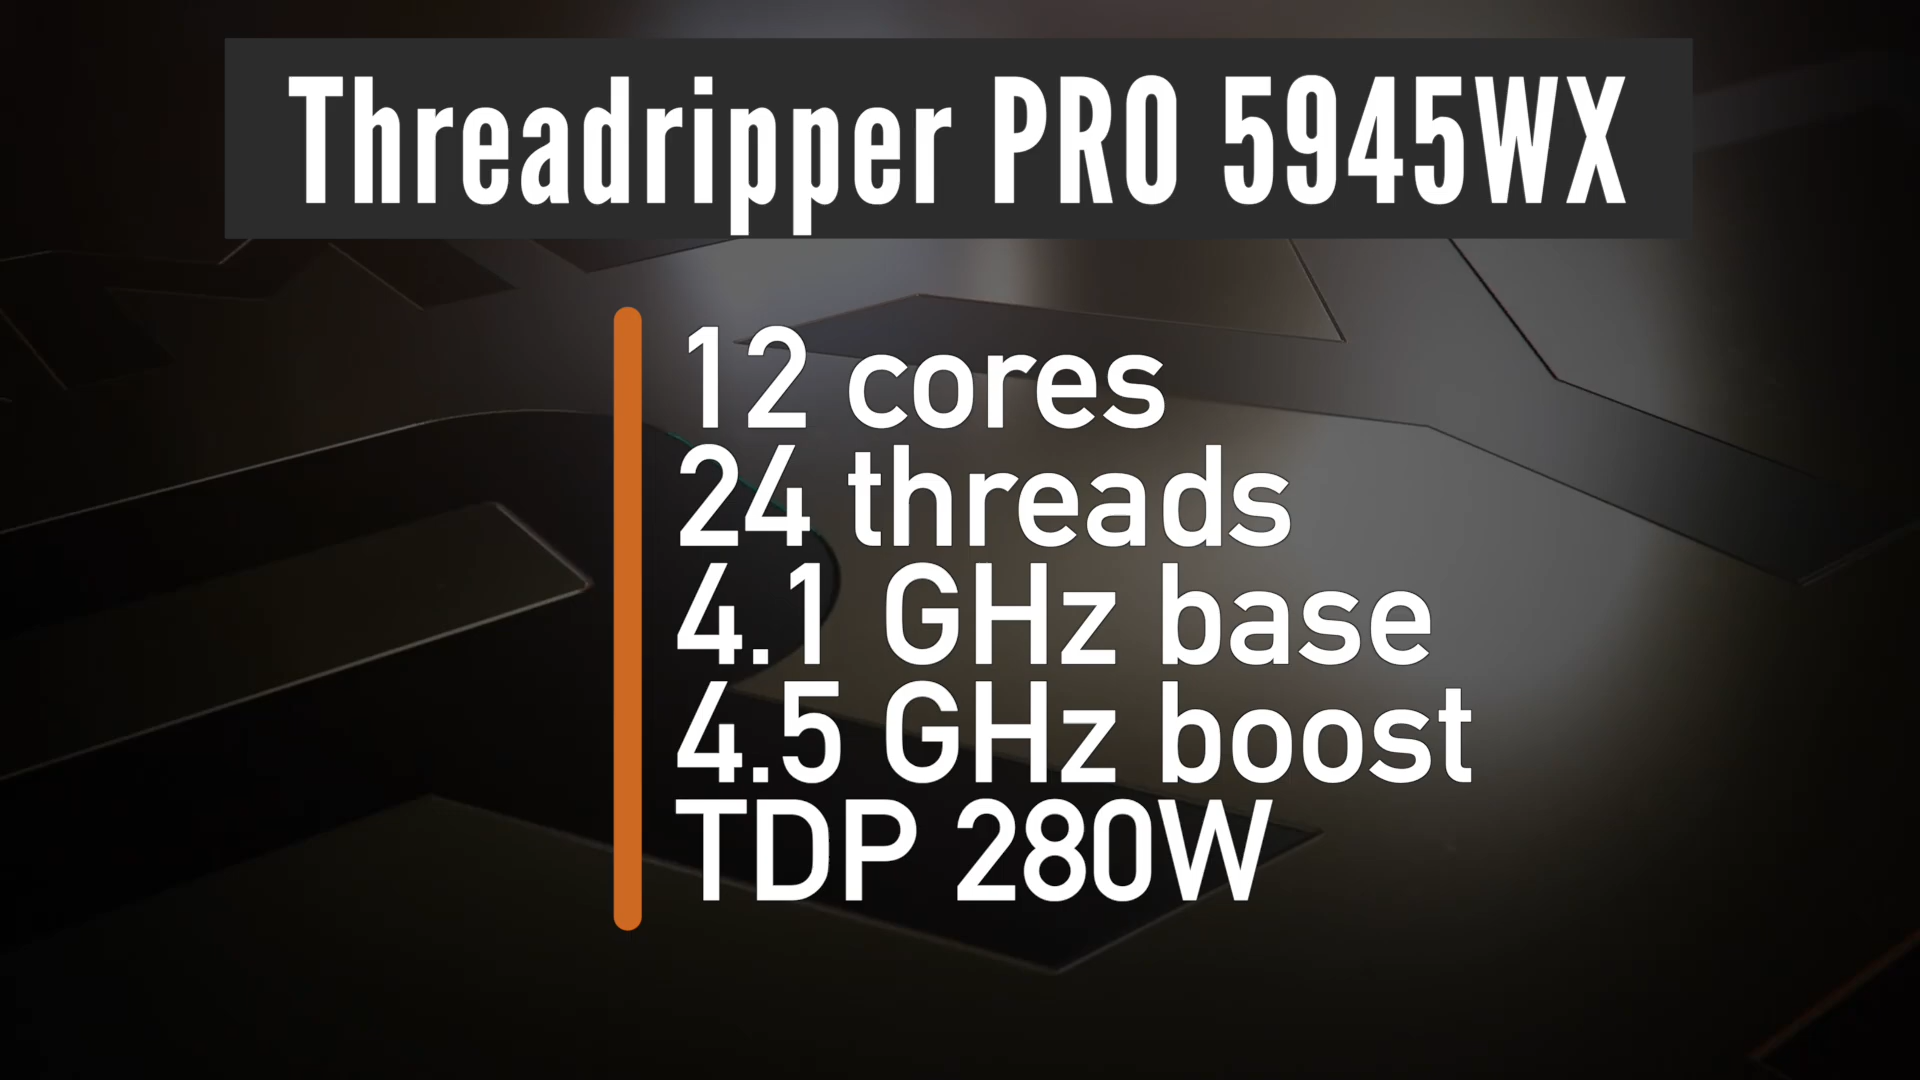 Threadripper PRO 5945WX
12 cores
24 threads
4.1 GHz base
4.5 GHz boost
TDP 280W